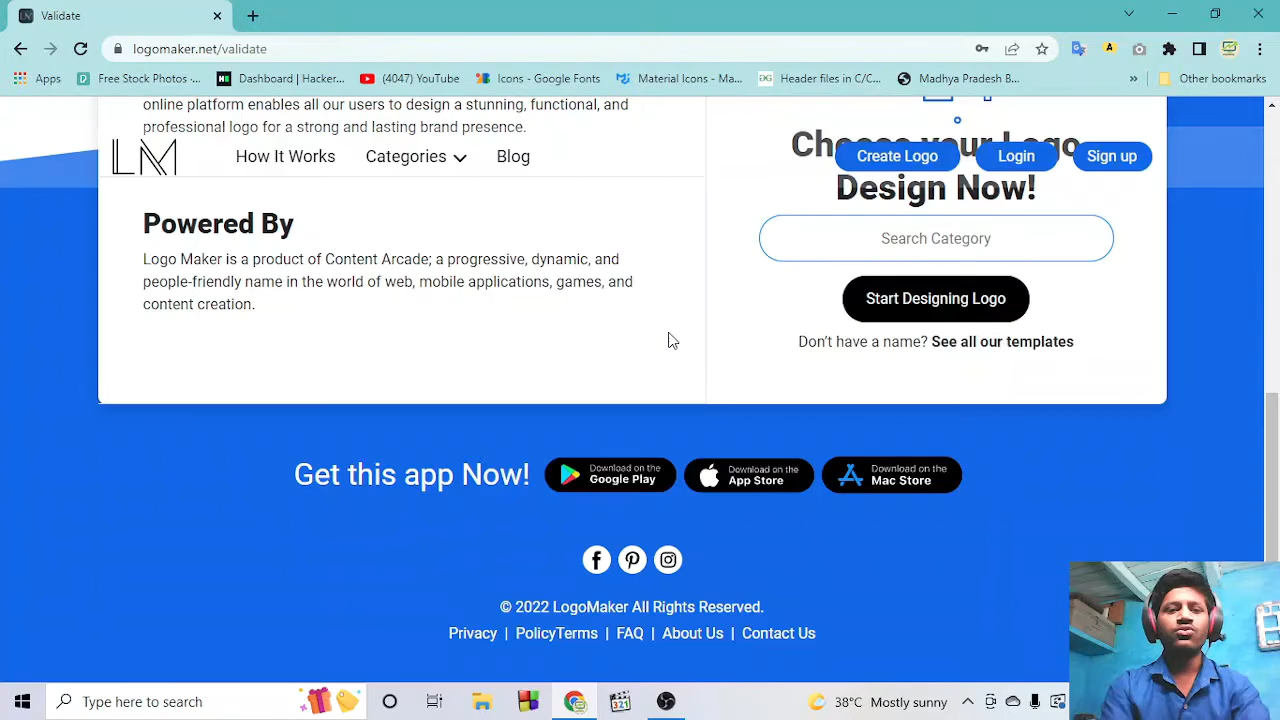 Validate
logomaker.net/validate
Apps
Free Stock Photos -...
Dashboard | Hacker...
(4047) YouTube
Icons - Google Fonts
Material Icons - Ma...
Header files in C/C...
Madhya Pradesh B...
»
Other bookmarks
online platform enables all our users to design a stunning, functional, and
professional logo for a strong and lasting brand presence.
LM
How It Works
Categories
Blog
Create Logo
Login
Sign up
Choose your Logo
Design Now!
Powered By
Logo Maker is a product of Content Arcade; a progressive, dynamic, and
people-friendly name in the world of web, mobile applications, games, and
content creation.
Search Category
Start Designing Logo
Don't have a name? See all our templates
Get this app Now!
Download on the
Google Play
Download on the
App Store
Download on the
Mac Store
© 2022 LogoMaker All Rights Reserved.
Privacy | PolicyTerms | FAQ | About Us | Contact Us
Type here to search
321
38°C Mostly sunny